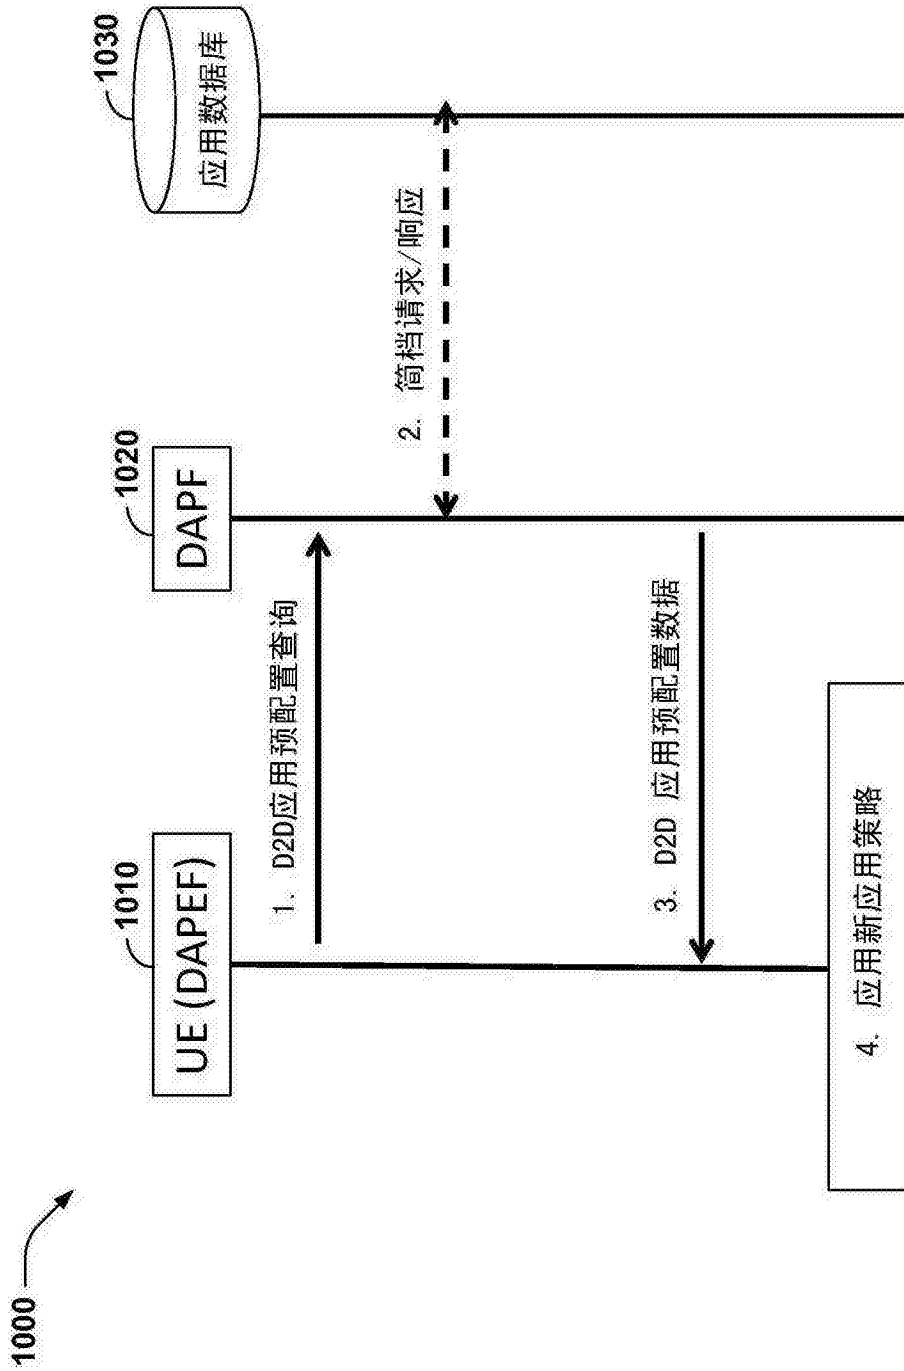 1000
1010
UE (DAPEF)
1020
DAPF
1030
应用数据库
1. D2D应用预配置查询
2. 简档请求/响应
3. D2D 应用预配置数据
4. 应用新应用策略